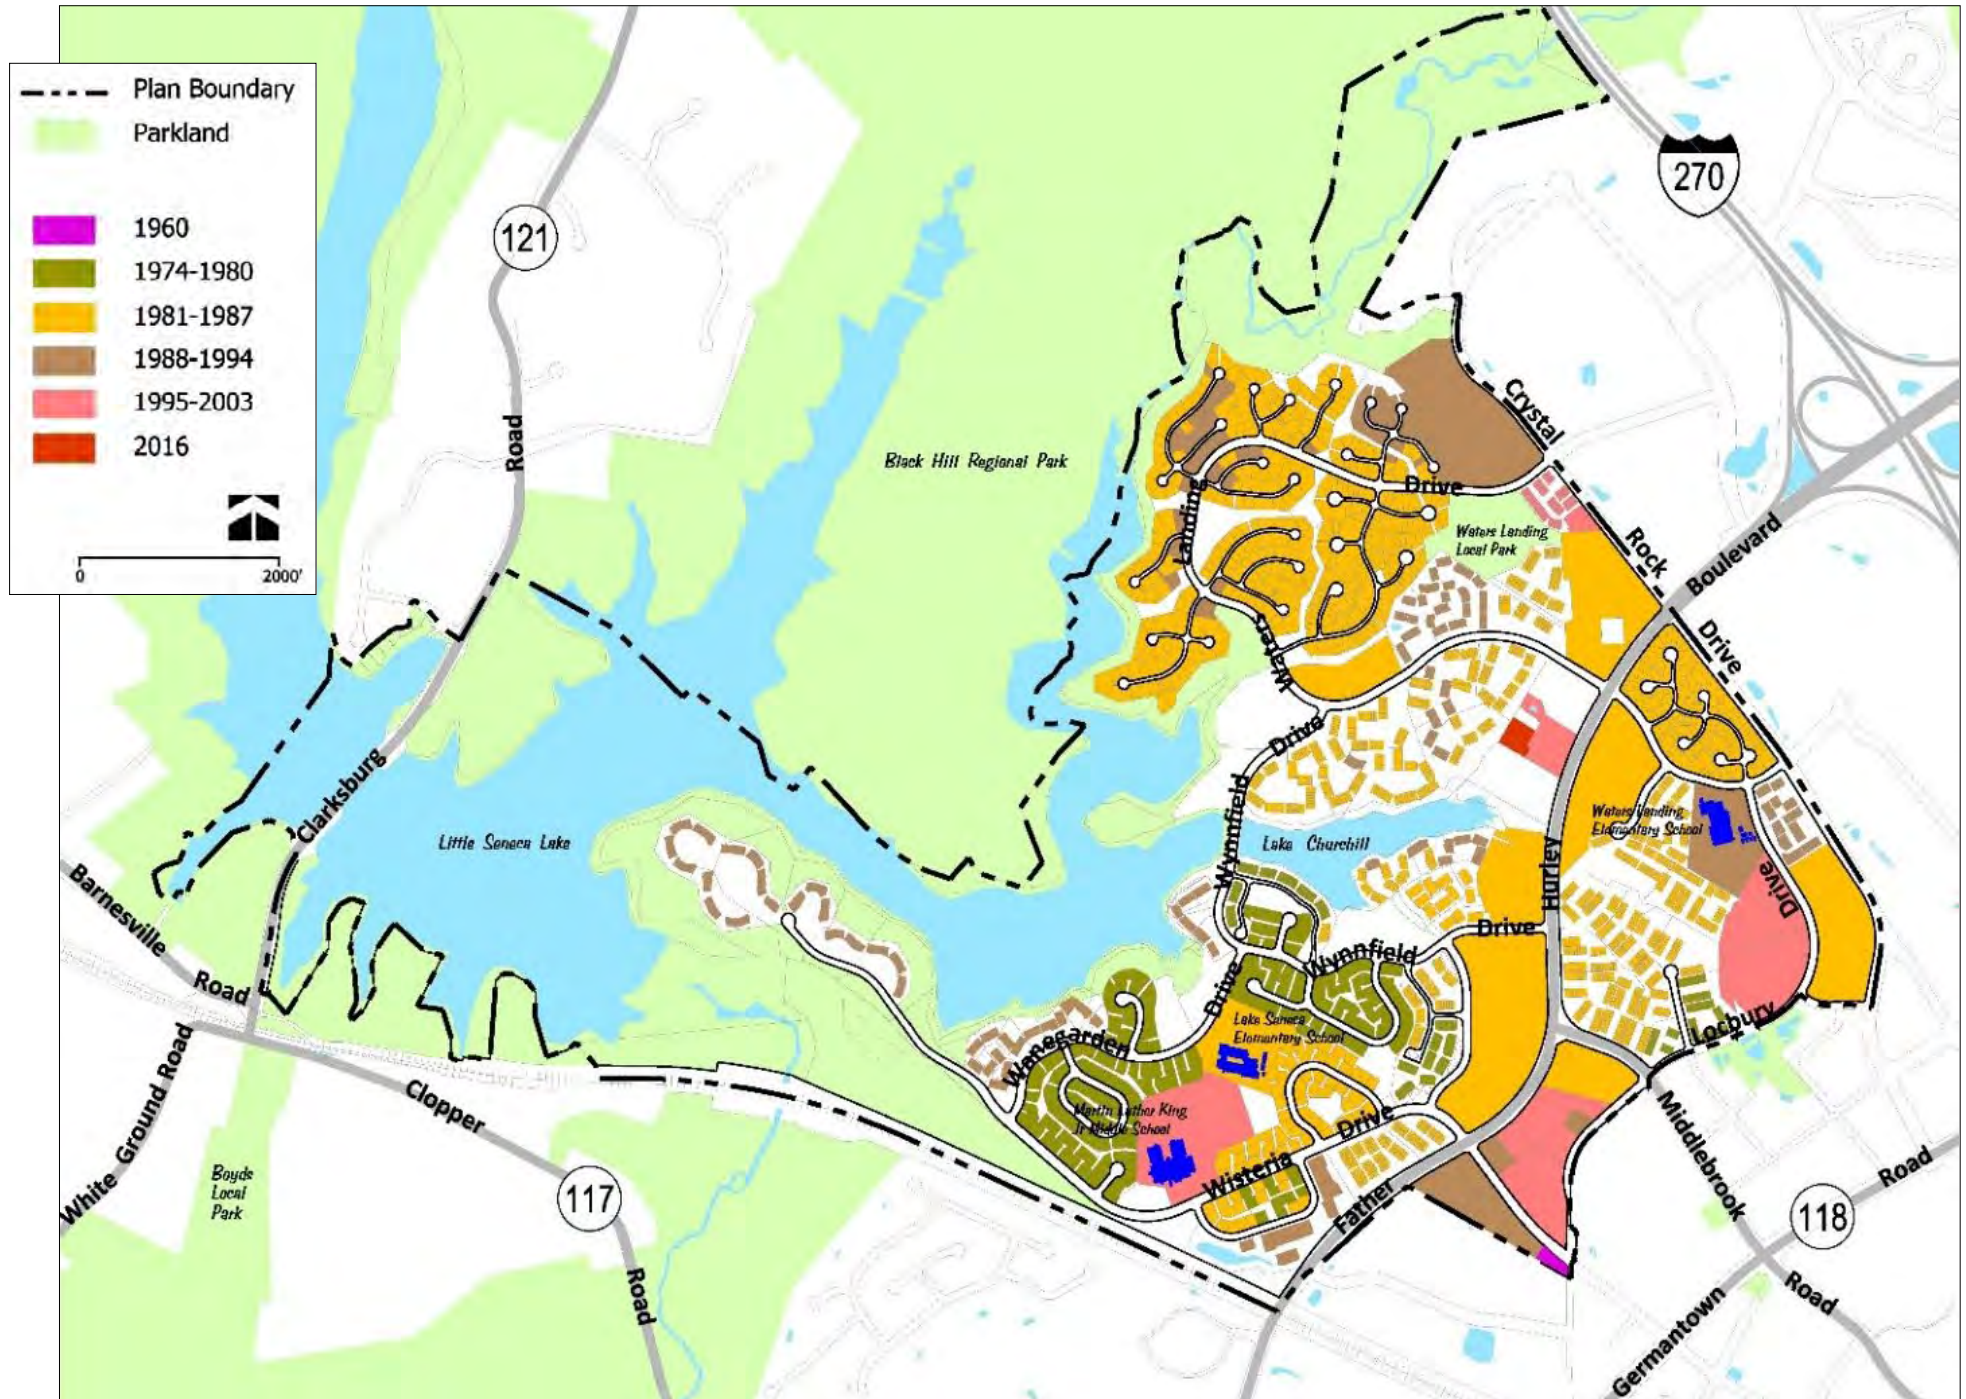 Plan Boundary
Parkland
1960
1974-1980
1981-1987
1988-1994
1995-2003
2016
0 2000'
121
Road
270
Black Hill Regional Park
Crystal
Drive
Landing
Waters Landing
Local Park
Rock
Boulevard
Drive
Waters
Drive
Clarksburg
Little Seneca Lake
Wynnfield
Lake Churchill
Waters Landing
Elementary School
Hurley
Drive
Barnesville
Road
Drive
Wynnfield
Drive
Lake Seneca
Elementary School
Locbury
Wanegarden
White Ground Road
Clopper
Martin Luther King
Jr Middle School
Drive
Middlebrook
Boyds
Local
Park
117
Wisteria
Father
118
Road
Road
Road
Germantown